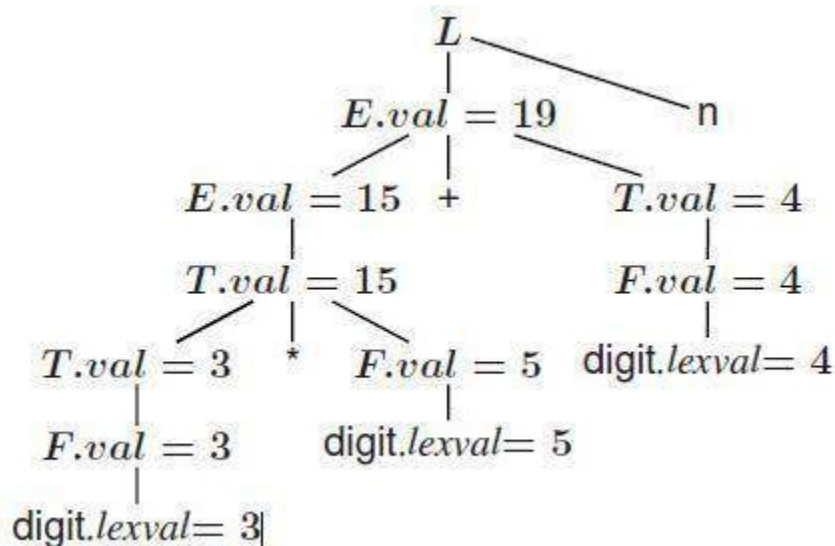 L
E.val = 19 n
E.val = 15 + T.val = 4
T.val = 15 F.val = 4
T.val = 3 * F.val = 5 digit.lexval= 4
F.val = 3 digit.lexval= 5
digit.lexval= 3